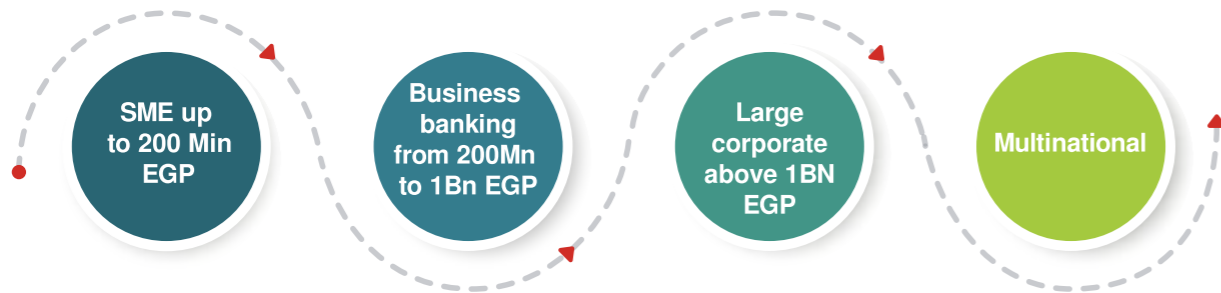 SME up
to 200 Min
EGP
Business
banking
from 200Mn
to 1Bn EGP
Large
corporate
above 1BN
EGP
Multinational